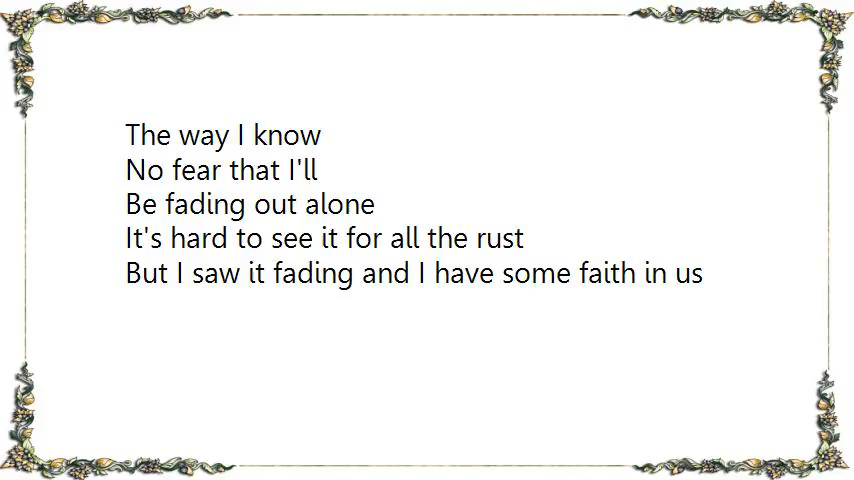 The way I know
No fear that I'll
Be fading out alone
It's hard to see it for all the rust
But I saw it fading and I have some faith in us